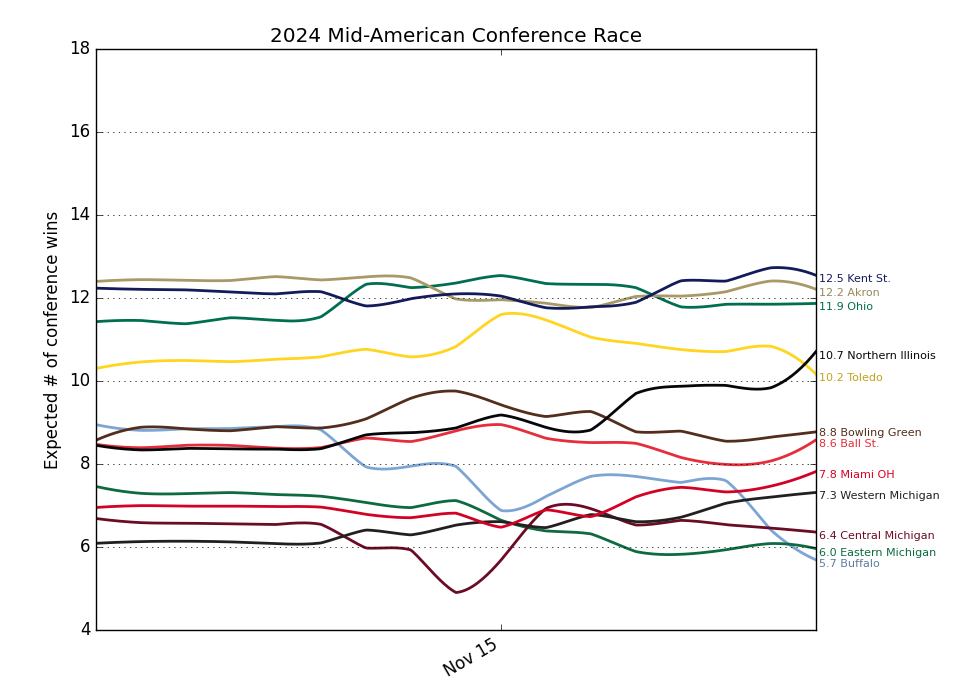 2024 Mid-American Conference Race
Expected # of conference wins
18
16
14
12
10
8
6
4
Nov 15
12.5 Kent St.
12.2 Akron
11.9 Ohio
10.7 Northern Illinois
10.2 Toledo
8.8 Bowling Green
8.6 Ball St.
7.8 Miami OH
7.3 Western Michigan
6.4 Central Michigan
6.0 Eastern Michigan
5.7 Buffalo